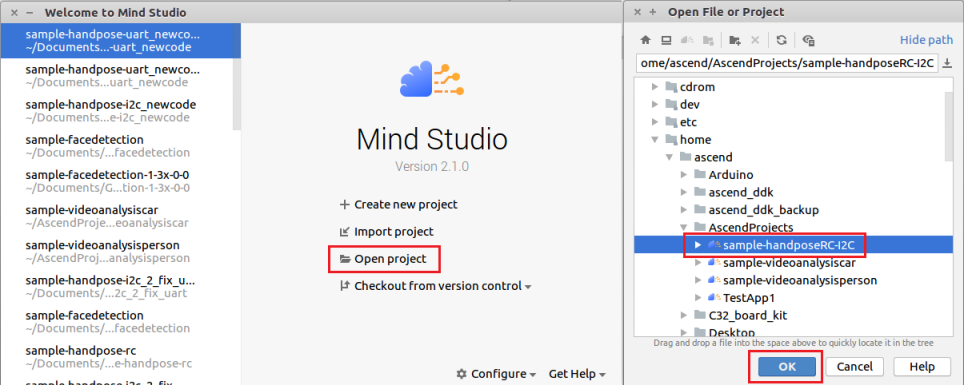 Welcome to Mind Studio
sample-handpose-uart_newco...
~/Documents...-uart_newcode
sample-handpose-uart_newco...
~/Documents...uart_newcode
sample-handpose-i2c_newcode
~/Documents...e-i2c_newcode
sample-facedetection
~/Documents/...facedetection
sample-facedetection-1-3x-0-0
~/Documents/G...tion-1-3x-0-0
sample-videoanalysiscar
~/AscendProje...eoanalysiscar
sample-videoanalysisperson
~/AscendProj...analysisperson
sample-handpose-i2c_2_fix_u...
~/Documents/...2c_2_fix_uart
sample-facedetection
~/Documents/...facedetection
sample-handpose-rc
~/Documents/...e-handpose-rc
sample-handpose-i2c_2_fix
Mind Studio
Version 2.1.0
Create new project
Import project
Open project
Checkout from version control
Configure
Get Help
Open File or Project
Hide path
ome/ascend/AscendProjects/sample-handposeRC-I2C
cdrom
dev
etc
home
ascend
Arduino
ascend_ddk
ascend_ddk_backup
AscendProjects
sample-handposeRC-I2C
sample-videoanalysiscar
sample-videoanalysisperson
TestApp1
C32_board_kit
Desktop
Drag and drop a file into the space above to quickly locate it in the tree
OK
Cancel
Help